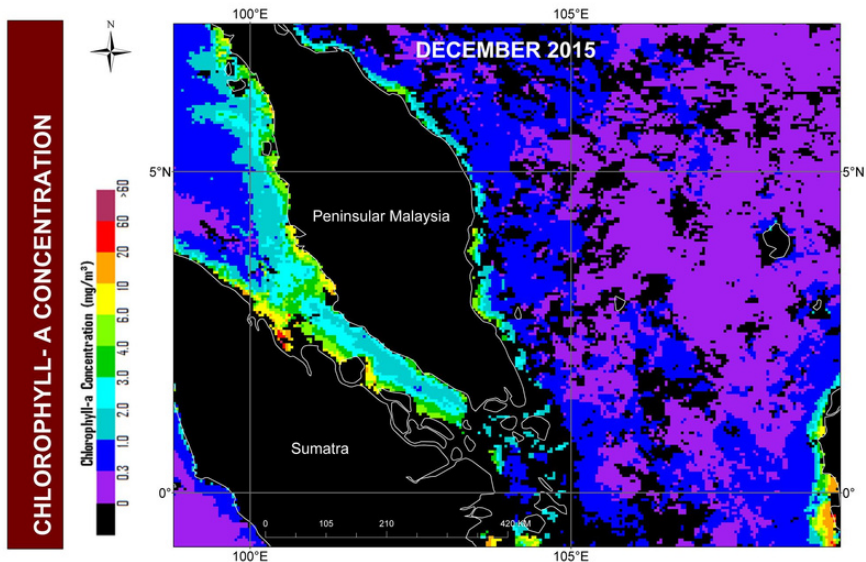 N
CHLOROPHYLL- A CONCENTRATION
Chlorophyll-a Concentration (mg/m³)
>60
60
20
10
6.0
4.0
3.0
2.0
1.0
0.3
0
100°E
105°E
DECEMBER 2015
5°N
5°N
Peninsular Malaysia
Sumatra
0°
0°
0
105
210
420 KM
100°E
105°E